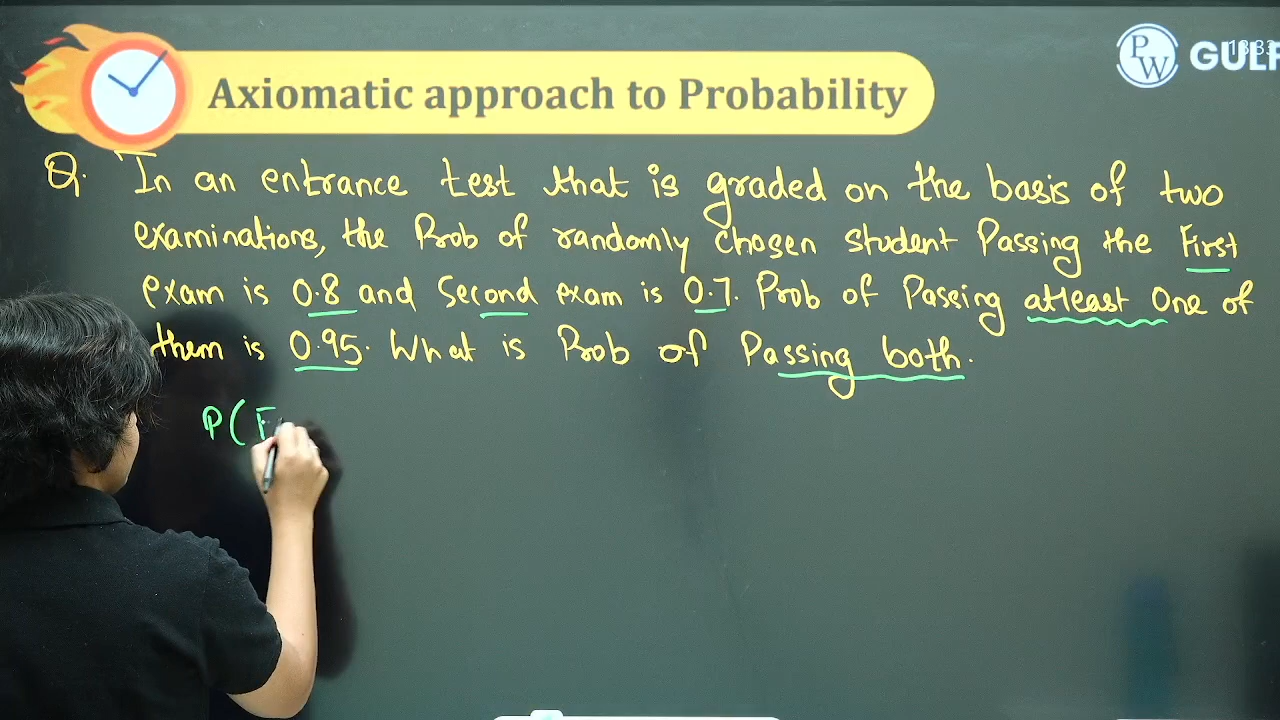 Axiomatic approach to Probability
PW GULF
Q. In an entrance test that is graded on the basis of two
examinations, the Prob of randomly chosen student Passing the First
exam is 0.8 and Second exam is 0.7. Prob of Passing atleast One of
them is 0.95. What is Prob of Passing both.
P(F